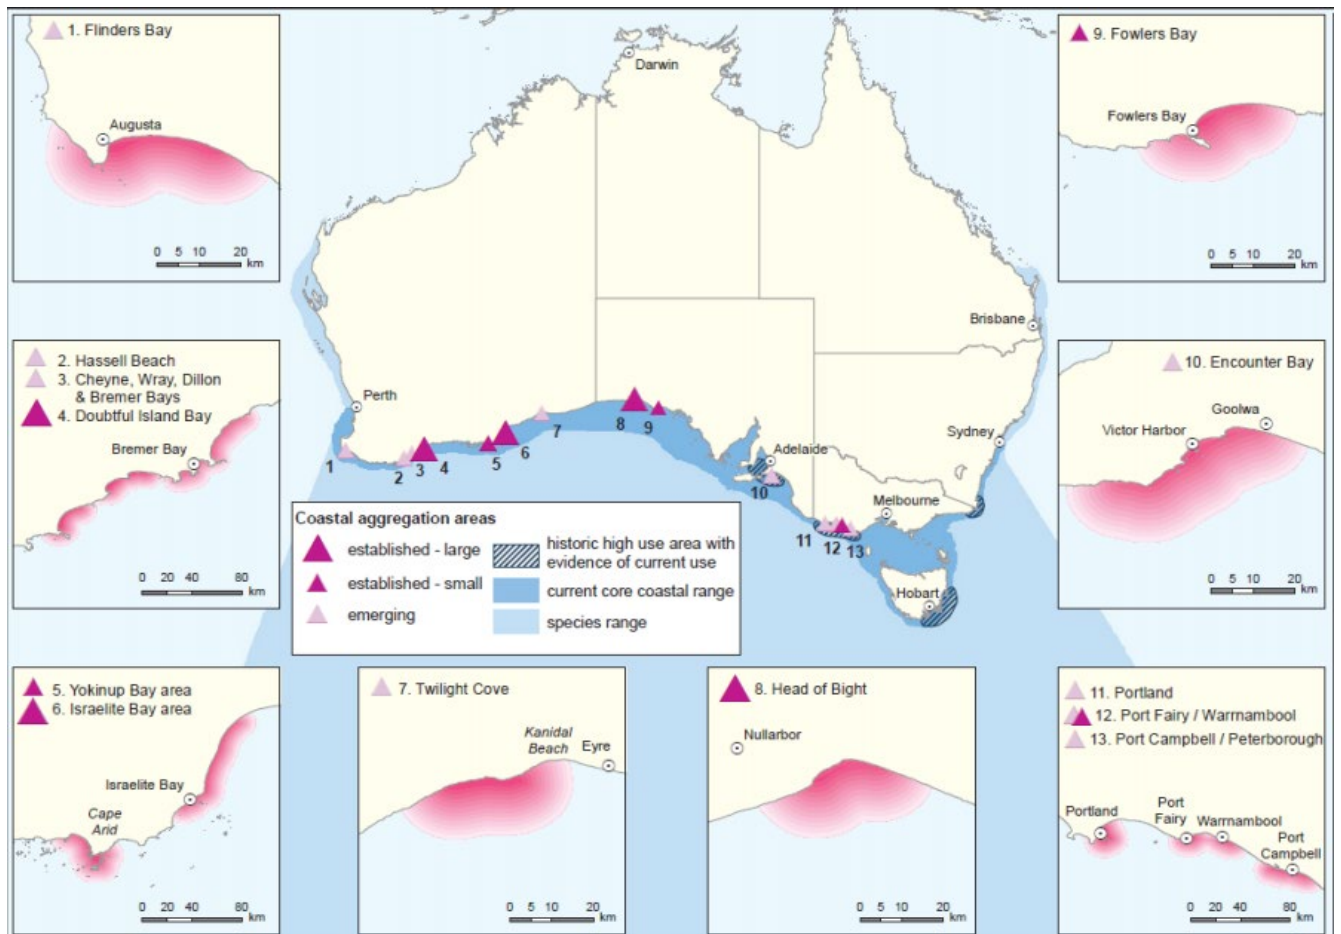 1. Flinders Bay
Augusta
0 5 10 20
km
9. Fowlers Bay
Fowlers Bay
0 5 10 20
km
2. Hassell Beach
3. Cheyne, Wray, Dillon
& Bremer Bays
4. Doubtful Island Bay
Bremer Bay
0 20 40 80
km
10. Encounter Bay
Goolwa
Victor Harbor
0 5 10 20
km
Darwin
Brisbane
Perth
Sydney
Adelaide
Melbourne
Hobart
1
2
3
4
5
6
7
8
9
10
11
12
13
Coastal aggregation areas
established - large
established - small
emerging
historic high use area with
evidence of current use
current core coastal range
species range
5. Yokinup Bay area
6. Israelite Bay area
Israelite Bay
Cape
Arid
0 20 40 80
km
7. Twilight Cove
Kanidal
Beach
Eyre
0 5 10 20
km
8. Head of Bight
Nullarbor
0 5 10 20
km
11. Portland
12. Port Fairy / Warrnambool
13. Port Campbell / Peterborough
Portland
Port
Fairy
Warrnambool
Port
Campbell
0 20 40 80
km